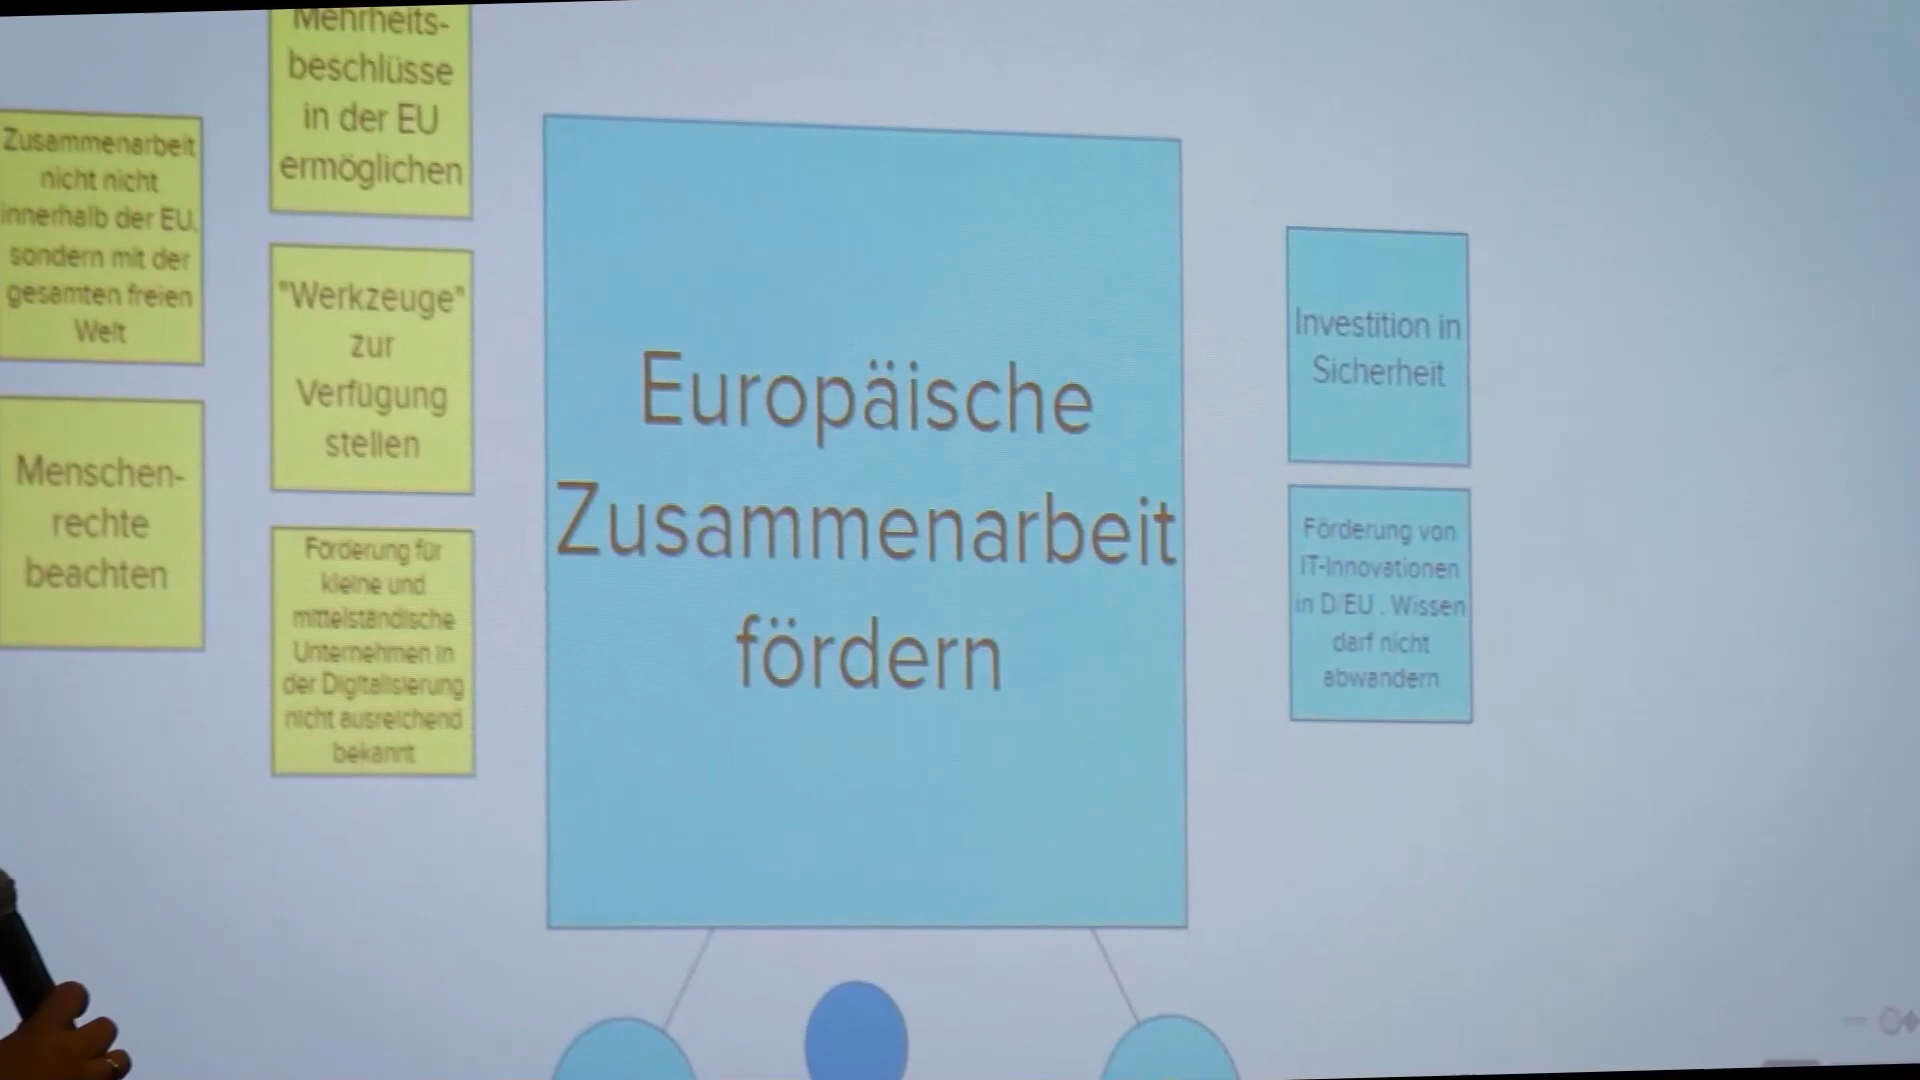 Zusammenarbeit
nicht nicht
innerhalb der EU,
sondern mit der
gesamten freien
Welt
Menschen-
rechte
beachten
Mehrheits-
beschlüsse
in der EU
ermöglichen
"Werkzeuge"
zur
Verfügung
stellen
Förderung für
kleine und
mittelständische
Unternehmen in
der Digitalisierung
nicht ausreichend
bekannt
Europäische
Zusammenarbeit
fördern
Investition in
Sicherheit
Förderung von
IT-Innovationen
in D/EU . Wissen
darf nicht
abwandern